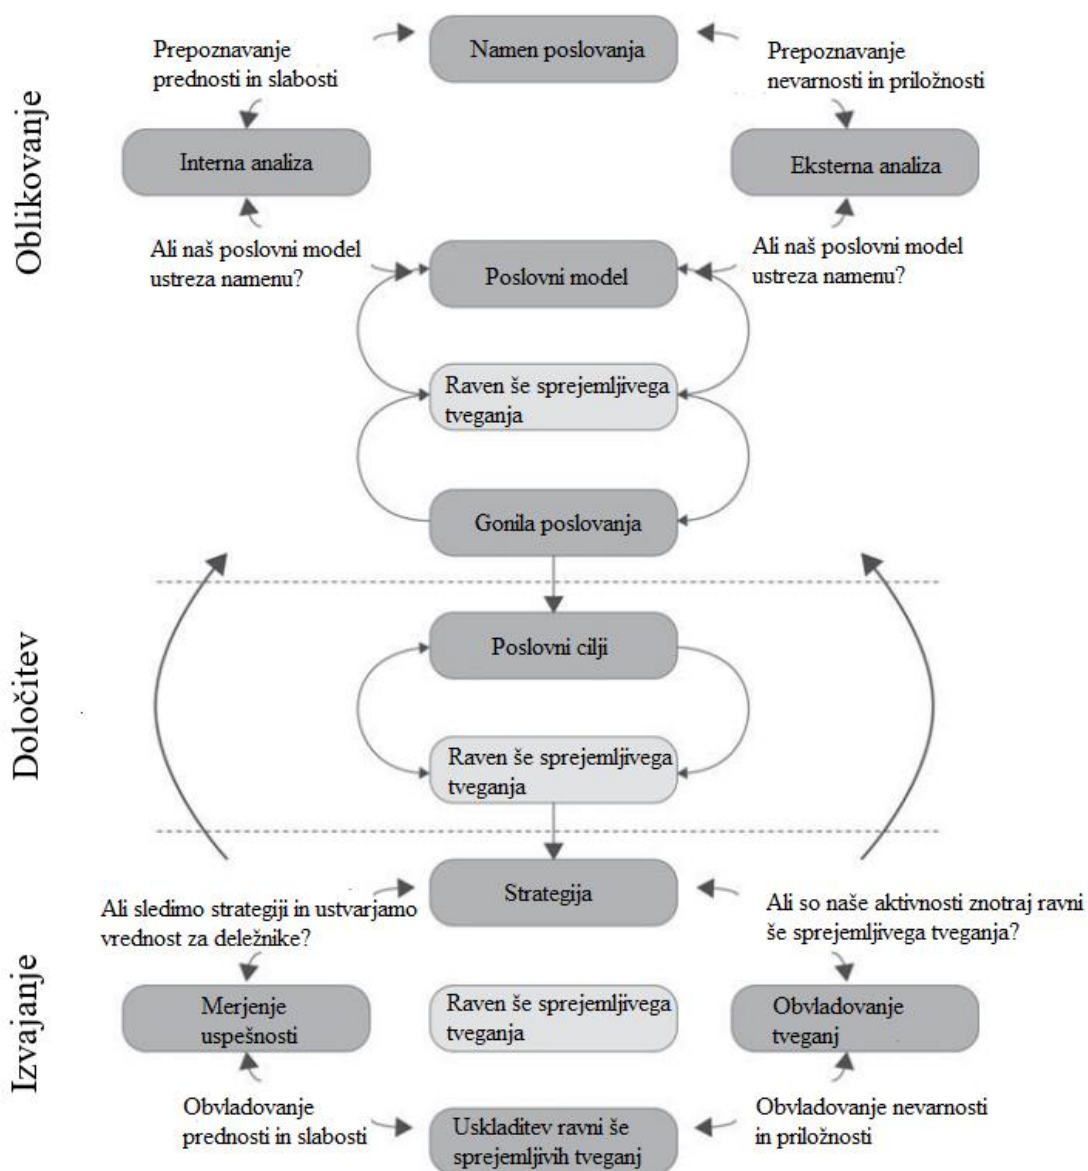 Oblikovanje
Prepoznavanje
prednosti in slabosti
Namen poslovanja
Prepoznavanje
nevarnosti in priložnosti
Interna analiza
Eksterna analiza
Ali naš poslovni model
ustreza namenu?
Poslovni model
Ali naš poslovni model
ustreza namenu?
Raven še sprejemljivega
tveganja
Gonila poslovanja
Določitev
Poslovni cilji
Raven še sprejemljivega
tveganja
Izvajanje
Strategija
Ali sledimo strategiji in ustvarjamo
vrednost za deležnike?
Ali so naše aktivnosti znotraj ravni
še sprejemljivega tveganja?
Merjenje
uspešnosti
Raven še sprejemljivega
tveganja
Obvladovanje
tveganj
Obvladovanje
prednosti in slabosti
Uskladitev ravni še
sprejemljivih tveganj
Obvladovanje nevarnosti
in priložnosti